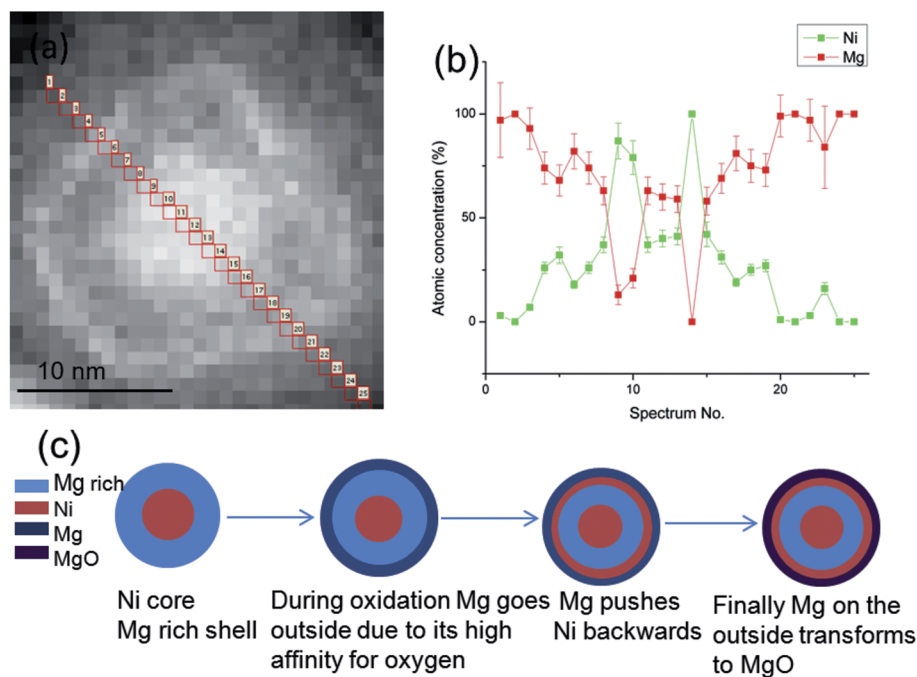 (a)
1
2
3
4
5
6
7
8
9
10
11
12
13
14
15
16
17
18
19
20
21
22
23
24
25
10 nm
(b)
Ni
Mg
100
50
0
Atomic concentration (%)
0
10
20
Spectrum No.
(c)
Mg rich
Ni
Mg
MgO
Ni core
Mg rich shell
During oxidation Mg goes
outside due to its high
affinity for oxygen
Mg pushes
Ni backwards
Finally Mg on the
outside transforms
to MgO